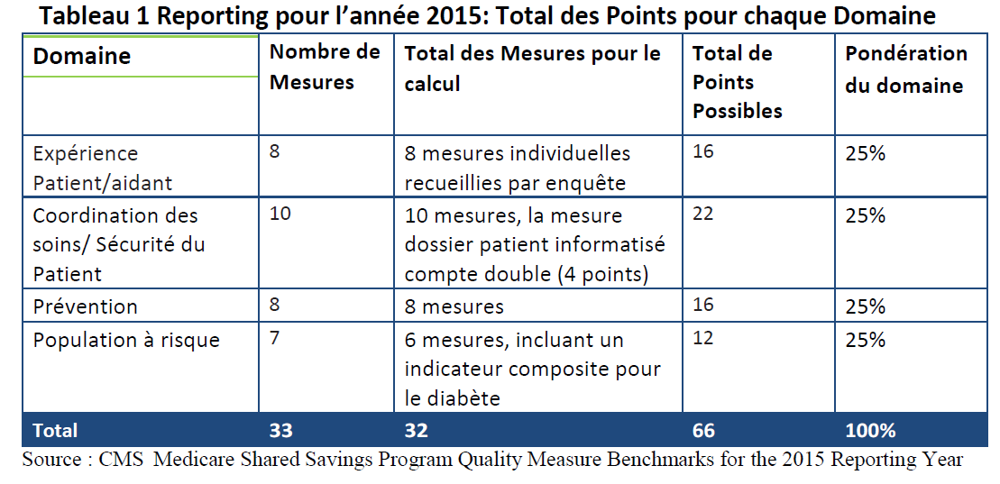 Tableau 1 Reporting pour l’année 2015: Total des Points pour chaque Domaine
Domaine
Nombre de
Mesures
Total des Mesures pour le
calcul
Total de
Points
Possibles
Pondération
du domaine
Expérience
Patient/aidant
8
8 mesures individuelles
recueillies par enquête
16
25%
Coordination des
soins/ Sécurité du
Patient
10
10 mesures, la mesure
dossier patient informatisé
compte double (4 points)
22
25%
Prévention
8
8 mesures
16
25%
Population à risque
7
6 mesures, incluant un
indicateur composite pour
le diabète
12
25%
Total
33
32
66
100%
Source : CMS Medicare Shared Savings Program Quality Measure Benchmarks for the 2015 Reporting Year